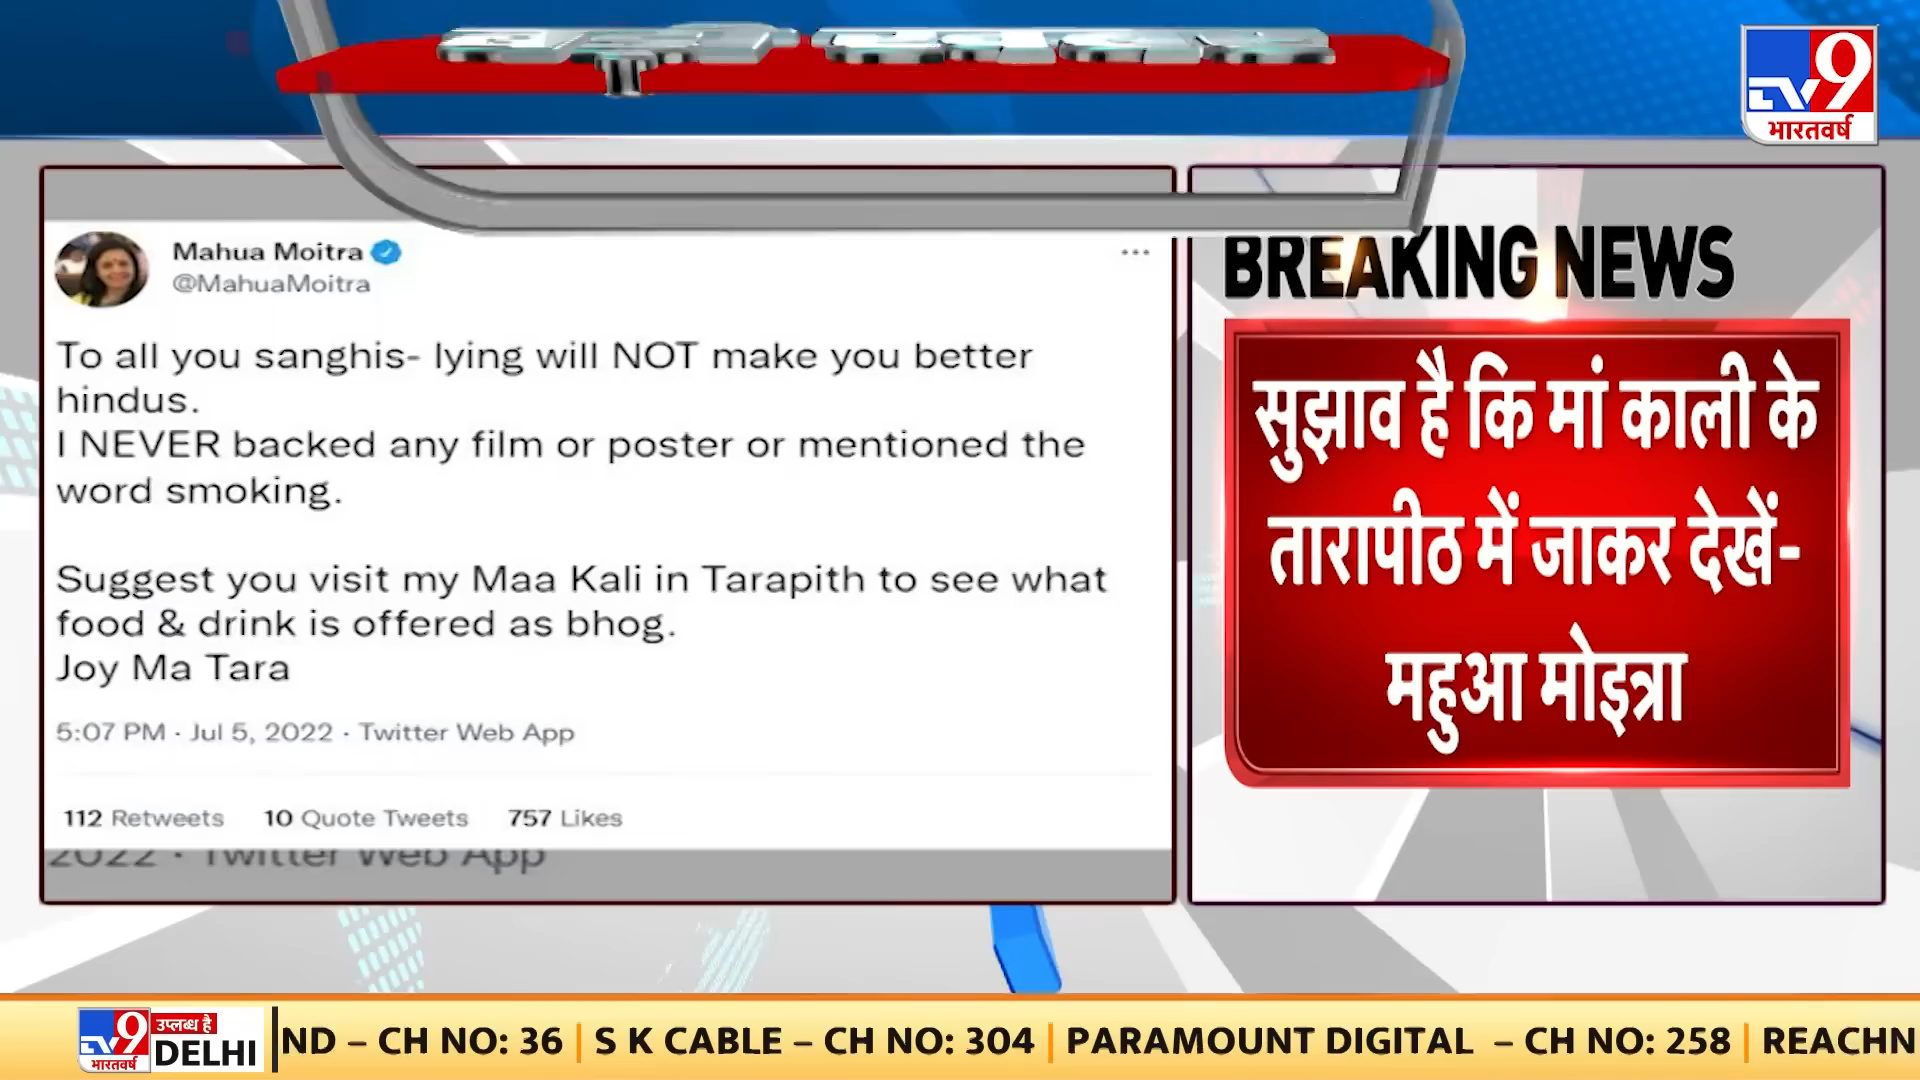 TV9
भारतवर्ष
Mahua Moitra
@MahuaMoitra
To all you sanghis- lying will NOT make you better
hindus.
I NEVER backed any film or poster or mentioned the
word smoking.
Suggest you visit my Maa Kali in Tarapith to see what
food & drink is offered as bhog.
Joy Ma Tara
5:07 PM · Jul 5, 2022 · Twitter Web App
112 Retweets 10 Quote Tweets 757 Likes
2022 · Twitter Web App
BREAKING NEWS
सुझाव है कि मां काली के
तारापीठ में जाकर देखें-
महुआ मोइत्रा
TV9
भारतवर्ष
उपलब्ध है
DELHI
ND – CH NO: 36 | S K CABLE – CH NO: 304 | PARAMOUNT DIGITAL – CH NO: 258 | REACHN